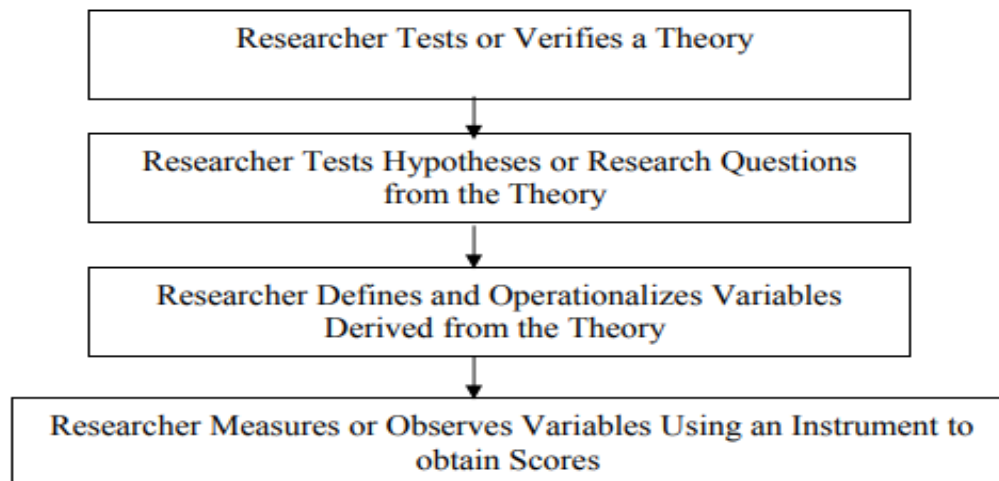 Researcher Tests or Verifies a Theory
Researcher Tests Hypotheses or Research Questions
from the Theory
Researcher Defines and Operationalizes Variables
Derived from the Theory
Researcher Measures or Observes Variables Using an Instrument to
obtain Scores